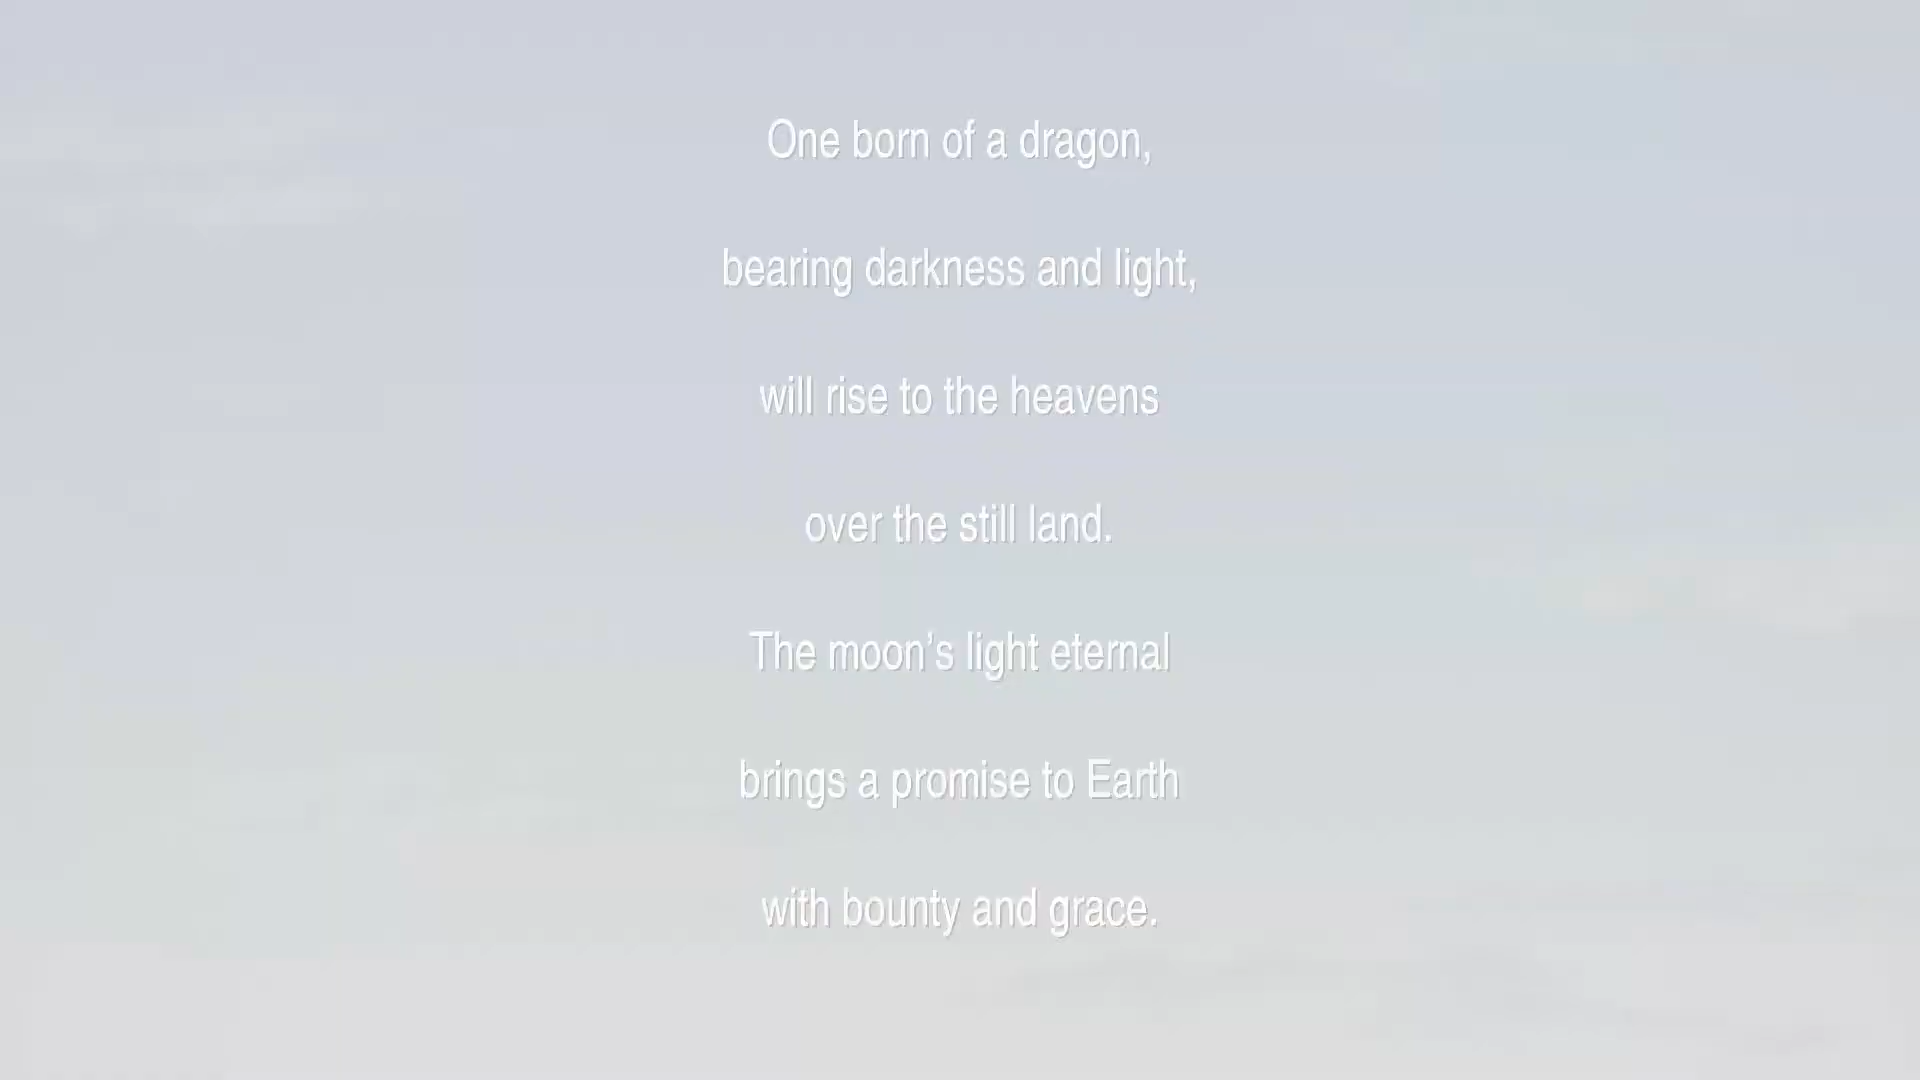 One born of a dragon,
bearing darkness and light,
will rise to the heavens
over the still land.
The moon’s light eternal
brings a promise to Earth
with bounty and grace.